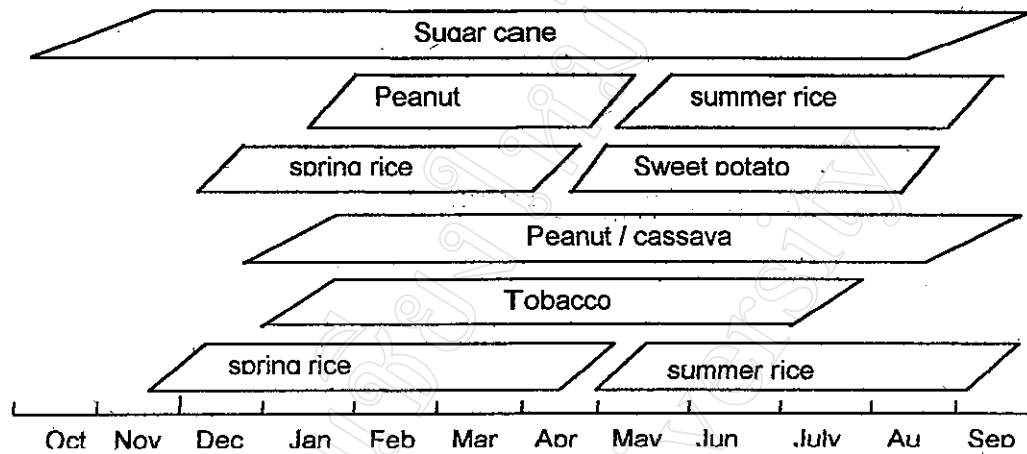 Sugar cane
Peanut summer rice
spring rice Sweet potato
Peanut / cassava
Tobacco
spring rice summer rice
Oct Nov Dec Jan Feb Mar Apr May Jun July Au Sep
versity